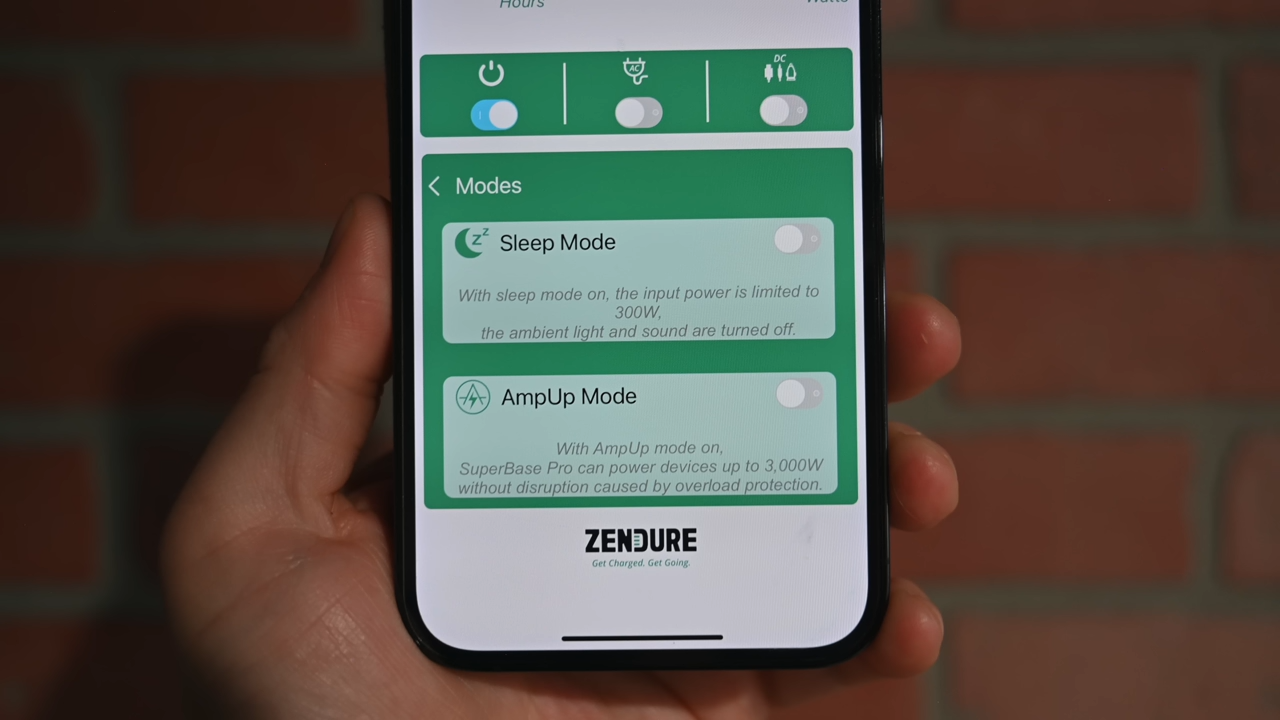 Hours
Watts
AC
DC
Modes
Sleep Mode
With sleep mode on, the input power is limited to
300W,
the ambient light and sound are turned off.
AmpUp Mode
With AmpUp mode on,
SuperBase Pro can power devices up to 3,000W
without disruption caused by overload protection.
ZENDURE
Get Charged. Get Going.